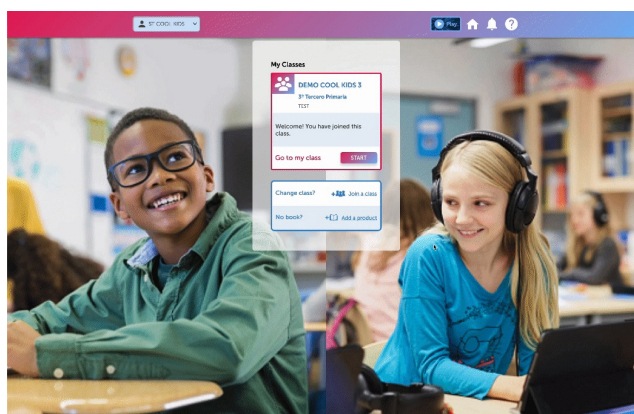 ST COOL KIDS
Play
My Classes
DEMO COOL KIDS 3
3º Tercero Primaria
TEST
Welcome! You have joined this
class.
Go to my class
START
Change class?
Join a class
No book?
Add a product